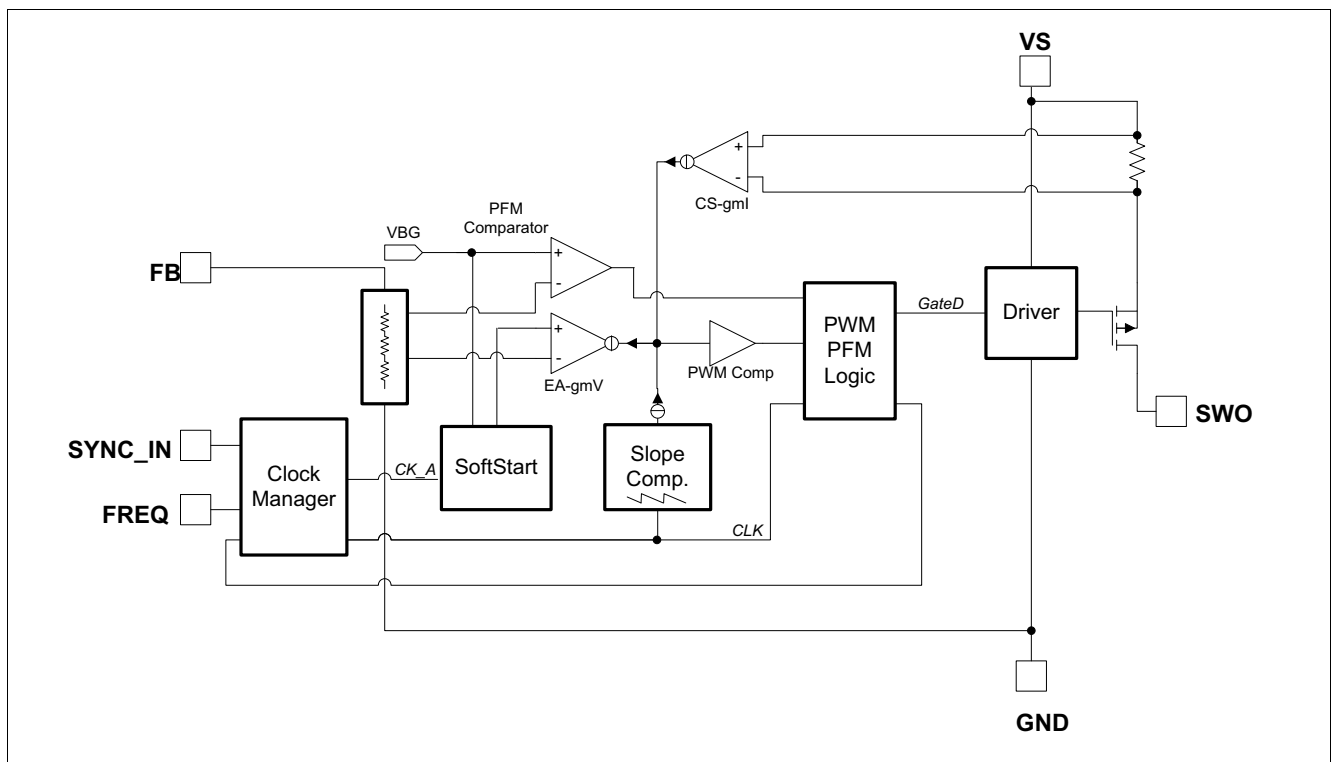 VS
+
-
CS-gmI
PFM
Comparator
VBG
+
-
FB
GateD
Driver
PWM
PFM
Logic
+
-
EA-gmV
PWM Comp
SWO
SYNC_IN
Clock
Manager
CK_A
SoftStart
Slope
Comp.
FREQ
CLK
GND